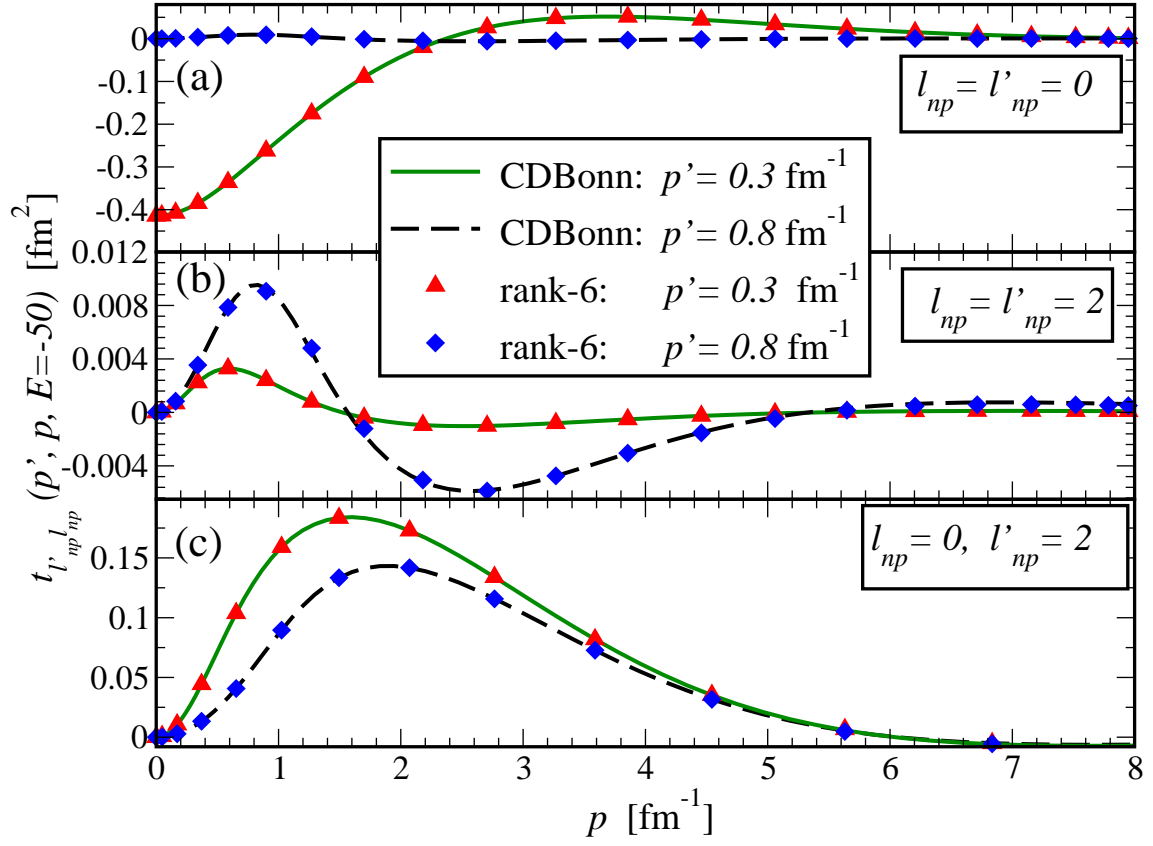 0
-0.1
-0.2
-0.3
-0.4
(a)
l_np = l'_np = 0
CDBonn: p'= 0.3 fm^-1
CDBonn: p'= 0.8 fm^-1
rank-6: p'= 0.3 fm^-1
rank-6: p'= 0.8 fm^-1
0.012
0.008
0.004
0
-0.004
(b)
l_np = l'_np = 2
0.15
0.1
0.05
0
(c)
l_np = 0, l'_np = 2
0 1 2 3 4 5 6 7 8
p [fm^-1]
t_l'_np l_np (p', p, E=-50) [fm^2]